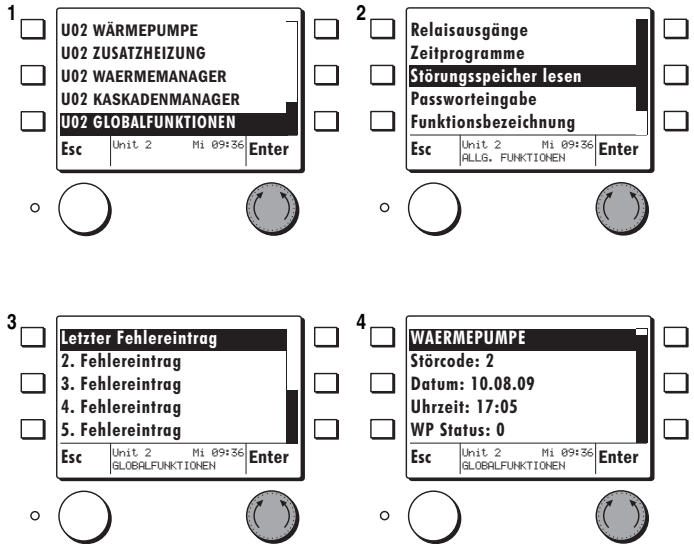 1
U02 WÄRMEPUMPE
U02 ZUSATZHEIZUNG
U02 WAERMEMANAGER
U02 KASKADENMANAGER
U02 GLOBALFUNKTIONEN
Esc Unit 2 Mi 09:36 Enter
2
Relaisausgänge
Zeitprogramme
Störungsspeicher lesen
Passworteingabe
Funktionsbezeichnung
Esc Unit 2 Mi 09:36 Enter
ALLG. FUNKTIONEN
3
Letzter Fehlereintrag
2. Fehlereintrag
3. Fehlereintrag
4. Fehlereintrag
5. Fehlereintrag
Esc Unit 2 Mi 09:36 Enter
GLOBALFUNKTIONEN
4
WAERMEPUMPE
Störcode: 2
Datum: 10.08.09
Uhrzeit: 17:05
WP Status: 0
Esc Unit 2 Mi 09:36 Enter
GLOBALFUNKTIONEN